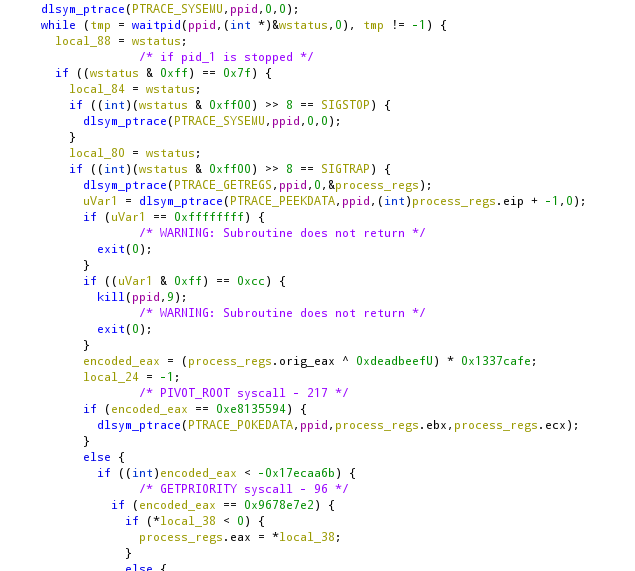 dlsym_ptrace(PTRACE_SYSEMU,ppid,0,0);
while (tmp = waitpid(ppid,(int *)&wstatus,0), tmp != -1) {
local_88 = wstatus;
/* if pid_1 is stopped */
if ((wstatus & 0xff) == 0x7f) {
local_84 = wstatus;
if ((int)(wstatus & 0xff00) >> 8 == SIGSTOP) {
dlsym_ptrace(PTRACE_SYSEMU,ppid,0,0);
}
local_80 = wstatus;
if ((int)(wstatus & 0xff00) >> 8 == SIGTRAP) {
dlsym_ptrace(PTRACE_GETREGS,ppid,0,&process_regs);
uVar1 = dlsym_ptrace(PTRACE_PEEKDATA,ppid,(int)process_regs.eip + -1,0);
if (uVar1 == 0xffffffff) {
/* WARNING: Subroutine does not return */
exit(0);
}
if ((uVar1 & 0xff) == 0xcc) {
kill(ppid,9);
/* WARNING: Subroutine does not return */
exit(0);
}
encoded_eax = (process_regs.orig_eax ^ 0xdeadbeefU) * 0x1337cafe;
local_24 = -1;
/* PIVOT_ROOT syscall - 217 */
if (encoded_eax == 0xe8135594) {
dlsym_ptrace(PTRACE_POKEDATA,ppid,process_regs.ebx,process_regs.ecx);
}
else {
if ((int)encoded_eax < -0x17ecaa6b) {
/* GETPRIORITY syscall - 96 */
if (encoded_eax == 0x9678e7e2) {
if (*local_38 < 0) {
process_regs.eax = *local_38;
}
else {